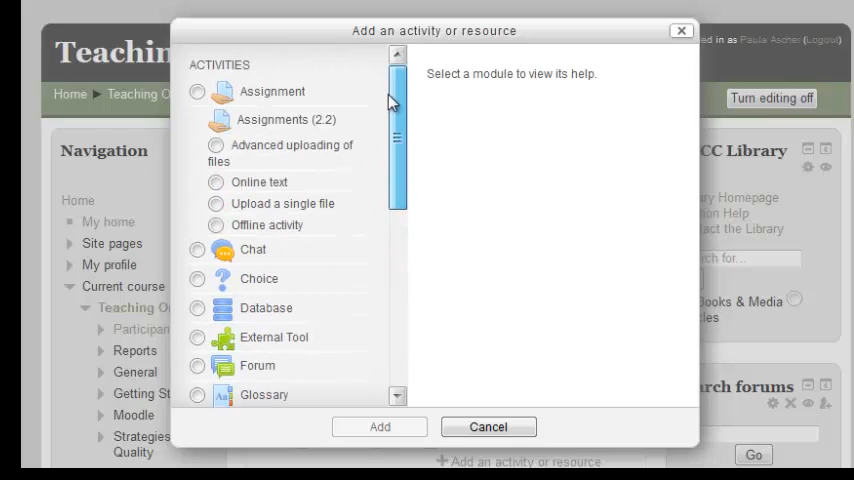 Add an activity or resource
Teachin
ed in as Paula Ascher (Logout)
Home ► Teaching O
Turn editing off
ACTIVITIES
Assignment
Assignments (2.2)
Advanced uploading of
files
Online text
Upload a single file
Offline activity
Chat
Choice
Database
External Tool
Forum
Glossary
Select a module to view its help.
Add
Cancel
Navigation
Home
My home
Site pages
My profile
Current course
Teaching O
Participan
Reports
General
Getting St
Moodle
Strategies
Quality
CC Library
ary Homepage
ion Help
act the Library
rch for...
Books & Media
cles
arch forums
Go
Add an activity or resource